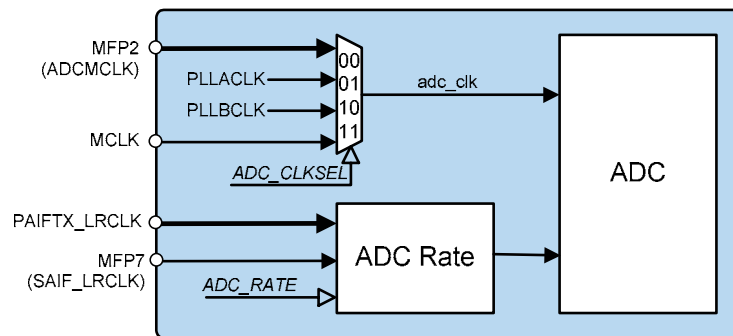 MFP2
(ADCMCLK)
PLLACLK
PLLBCLK
MCLK
00
01
10
11
adc_clk
ADC_CLKSEL
ADC
PAIFTX_LRCLK
MFP7
(SAIF_LRCLK)
ADC_RATE
ADC Rate